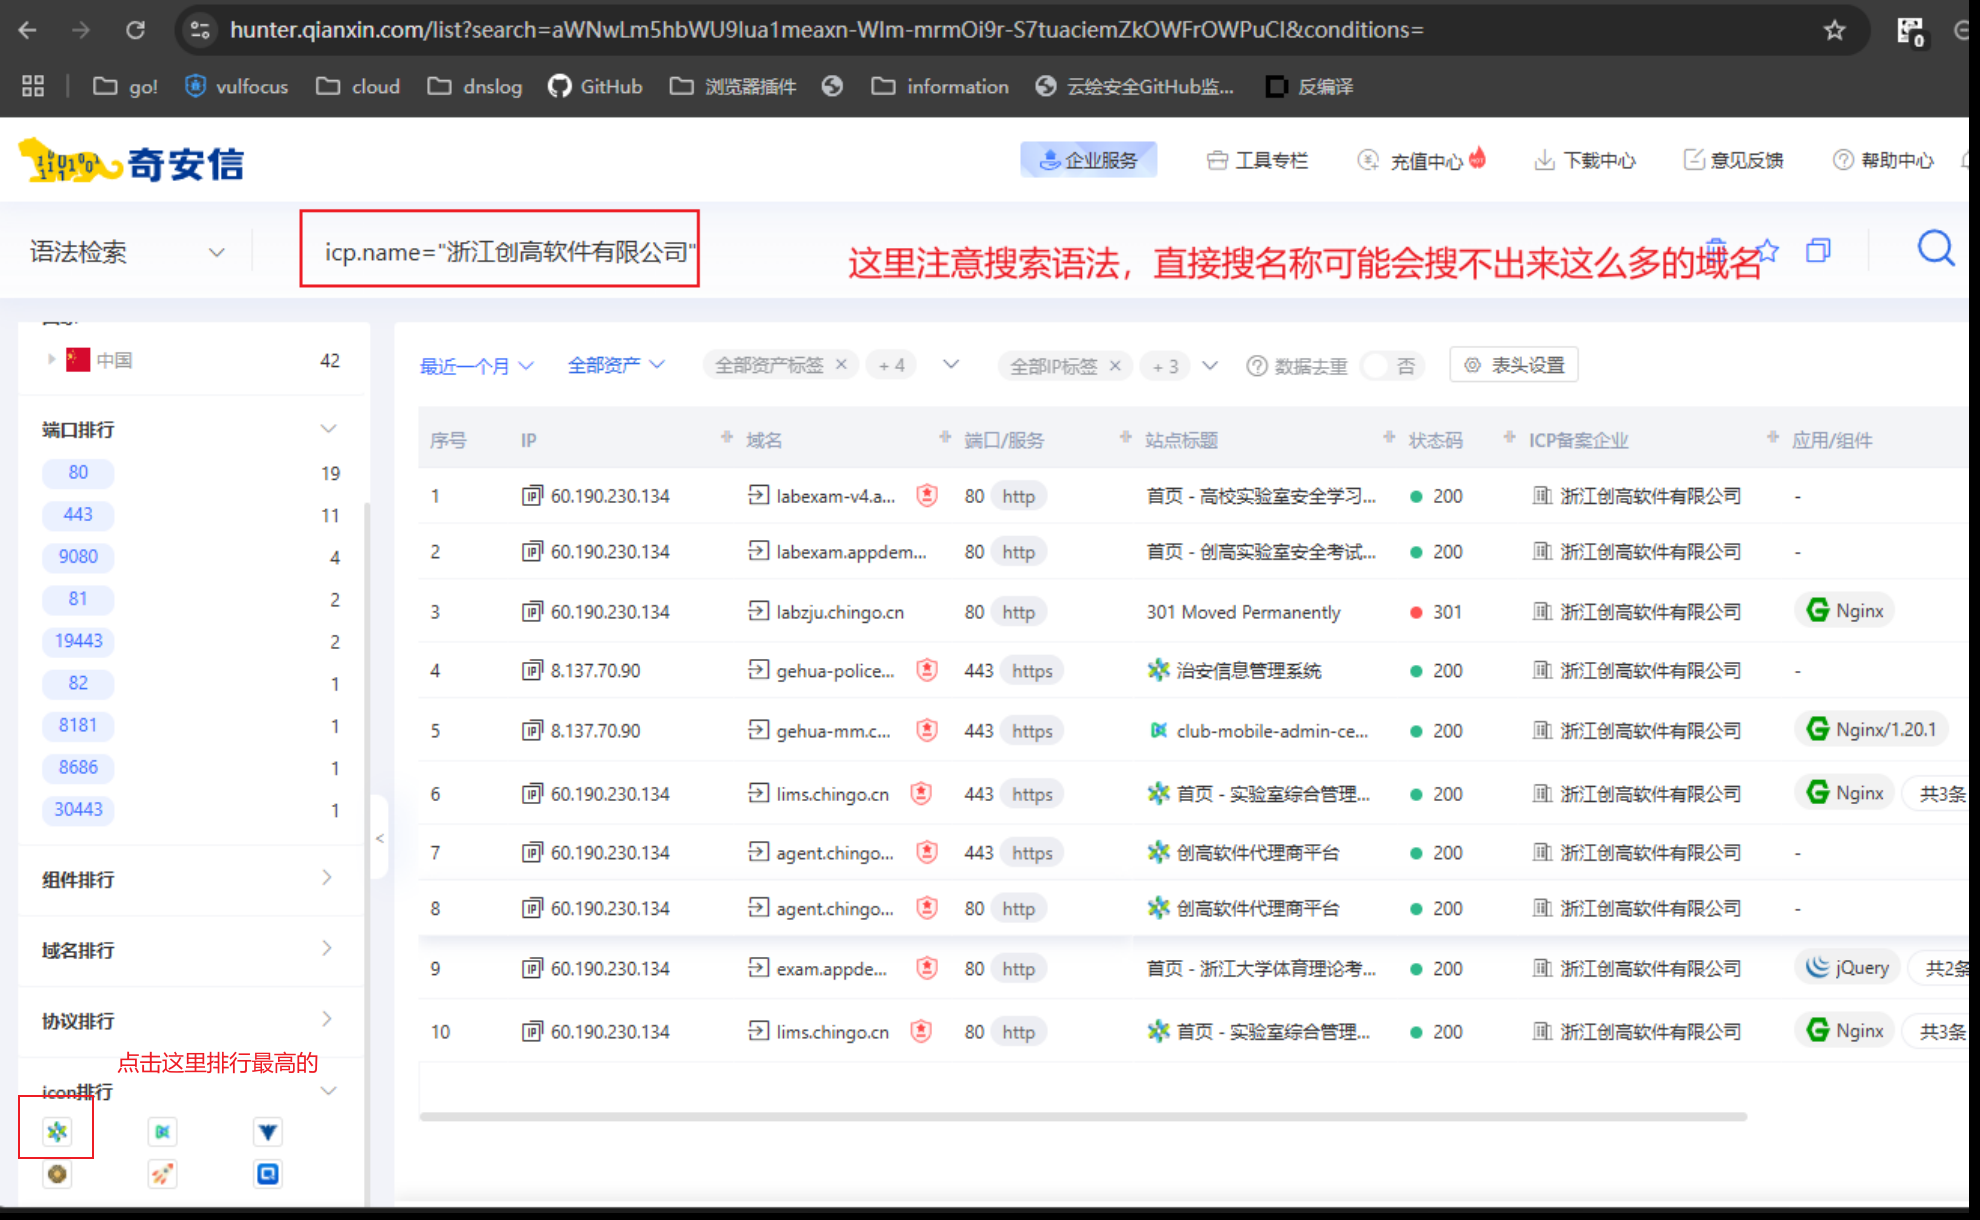 hunter.qianxin.com/list?search=aWNwLm5hbWU9Iua1meaxn-WIm-mrmOi9r-S7tuaciemZkOWFrOWPuCI&conditions=
0
go!
vulfocus
cloud
dnslog
GitHub
浏览器插件
information
云绘安全GitHub监...
反编译
奇安信
企业服务
工具专栏
充值中心
HOT
下载中心
意见反馈
帮助中心
语法检索
icp.name="浙江创高软件有限公司"
这里注意搜索语法，直接搜名称可能会搜不出来这么多的域名
中国 42
端口排行
80 19
443 11
9080 4
81 2
19443 2
82 1
8181 1
8686 1
30443 1
组件排行
域名排行
协议排行
点击这里排行最高的
icon排行
最近一个月
全部资产
全部资产标签 ×
+ 4
全部IP标签 ×
+ 3
数据去重
否
表头设置
序号 IP 域名 端口/服务 站点标题 状态码 ICP备案企业 应用/组件
1 60.190.230.134 labexam-v4.a... 80 http 首页 - 高校实验室安全学习... 200 浙江创高软件有限公司 -
2 60.190.230.134 labexam.appdem... 80 http 首页 - 创高实验室安全考试... 200 浙江创高软件有限公司 -
3 60.190.230.134 labzju.chingo.cn 80 http 301 Moved Permanently 301 浙江创高软件有限公司 Nginx
4 8.137.70.90 gehua-police... 443 https 治安信息管理系统 200 浙江创高软件有限公司 -
5 8.137.70.90 gehua-mm.c... 443 https club-mobile-admin-ce... 200 浙江创高软件有限公司 Nginx/1.20.1
6 60.190.230.134 lims.chingo.cn 443 https 首页 - 实验室综合管理... 200 浙江创高软件有限公司 Nginx 共3条
7 60.190.230.134 agent.chingo... 443 https 创高软件代理商平台 200 浙江创高软件有限公司 -
8 60.190.230.134 agent.chingo... 80 http 创高软件代理商平台 200 浙江创高软件有限公司 -
9 60.190.230.134 exam.appde... 80 http 首页 - 浙江大学体育理论考... 200 浙江创高软件有限公司 jQuery 共2条
10 60.190.230.134 lims.chingo.cn 80 http 首页 - 实验室综合管理... 200 浙江创高软件有限公司 Nginx 共3条